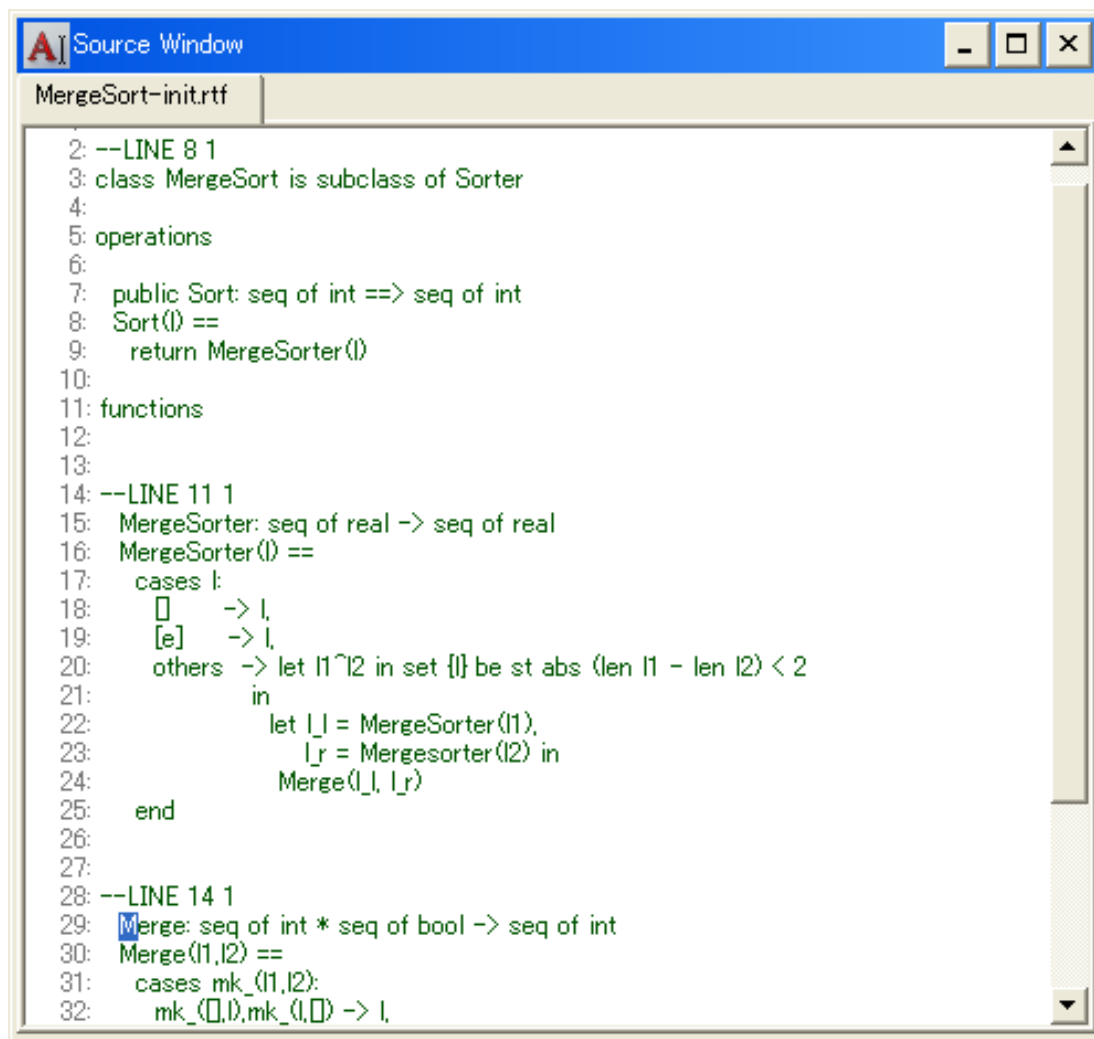 Source Window
MergeSort-init.rtf
2: --LINE 8 1
3: class MergeSort is subclass of Sorter
4:
5: operations
6:
7: public Sort: seq of int ==> seq of int
8: Sort(l) ==
9: return MergeSorter(l)
10:
11: functions
12:
13:
14: --LINE 11 1
15: MergeSorter: seq of real -> seq of real
16: MergeSorter(l) ==
17: cases l:
18: [] -> l,
19: [e] -> l,
20: others -> let l1^l2 in set {l} be st abs (len l1 - len l2) < 2
21: in
22: let l_l = MergeSorter(l1),
23: l_r = Mergesorter(l2) in
24: Merge(l_l, l_r)
25: end
26:
27:
28: --LINE 14 1
29: Merge: seq of int * seq of bool -> seq of int
30: Merge(l1,l2) ==
31: cases mk_(l1,l2):
32: mk_([],l),mk_(l,[]) -> l,